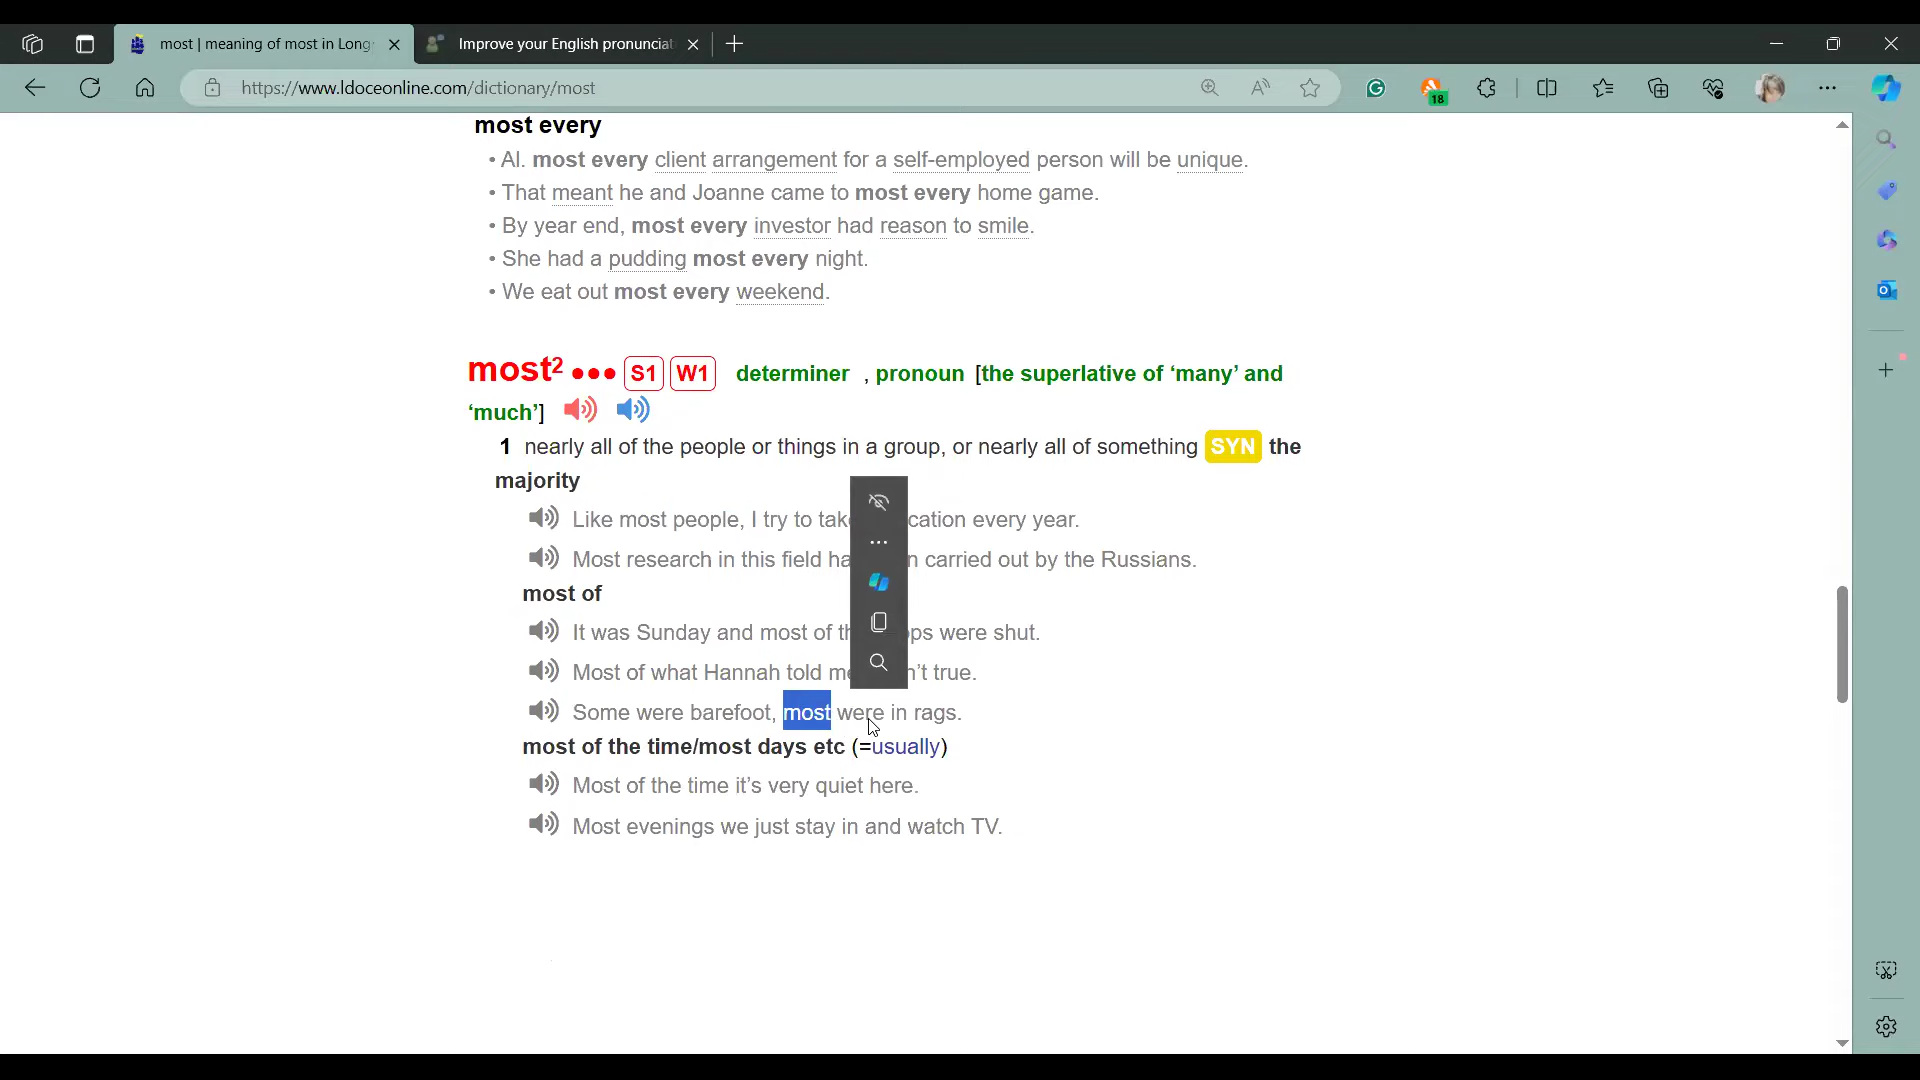 most | meaning of most in Long
Improve your English pronunciat
https://www.ldoceonline.com/dictionary/most
18
most every
• Al. most every client arrangement for a self-employed person will be unique.
• That meant he and Joanne came to most every home game.
• By year end, most every investor had reason to smile.
• She had a pudding most every night.
• We eat out most every weekend.
most2 ●●● S1 W1 determiner , pronoun [the superlative of ‘many’ and
‘much’]
1 nearly all of the people or things in a group, or nearly all of something SYN the
majority
Like most people, I try to take cation every year.
Most research in this field ha n carried out by the Russians.
most of
It was Sunday and most of th ps were shut.
Most of what Hannah told me n’t true.
Some were barefoot, most were in rags.
most of the time/most days etc (=usually)
Most of the time it’s very quiet here.
Most evenings we just stay in and watch TV.